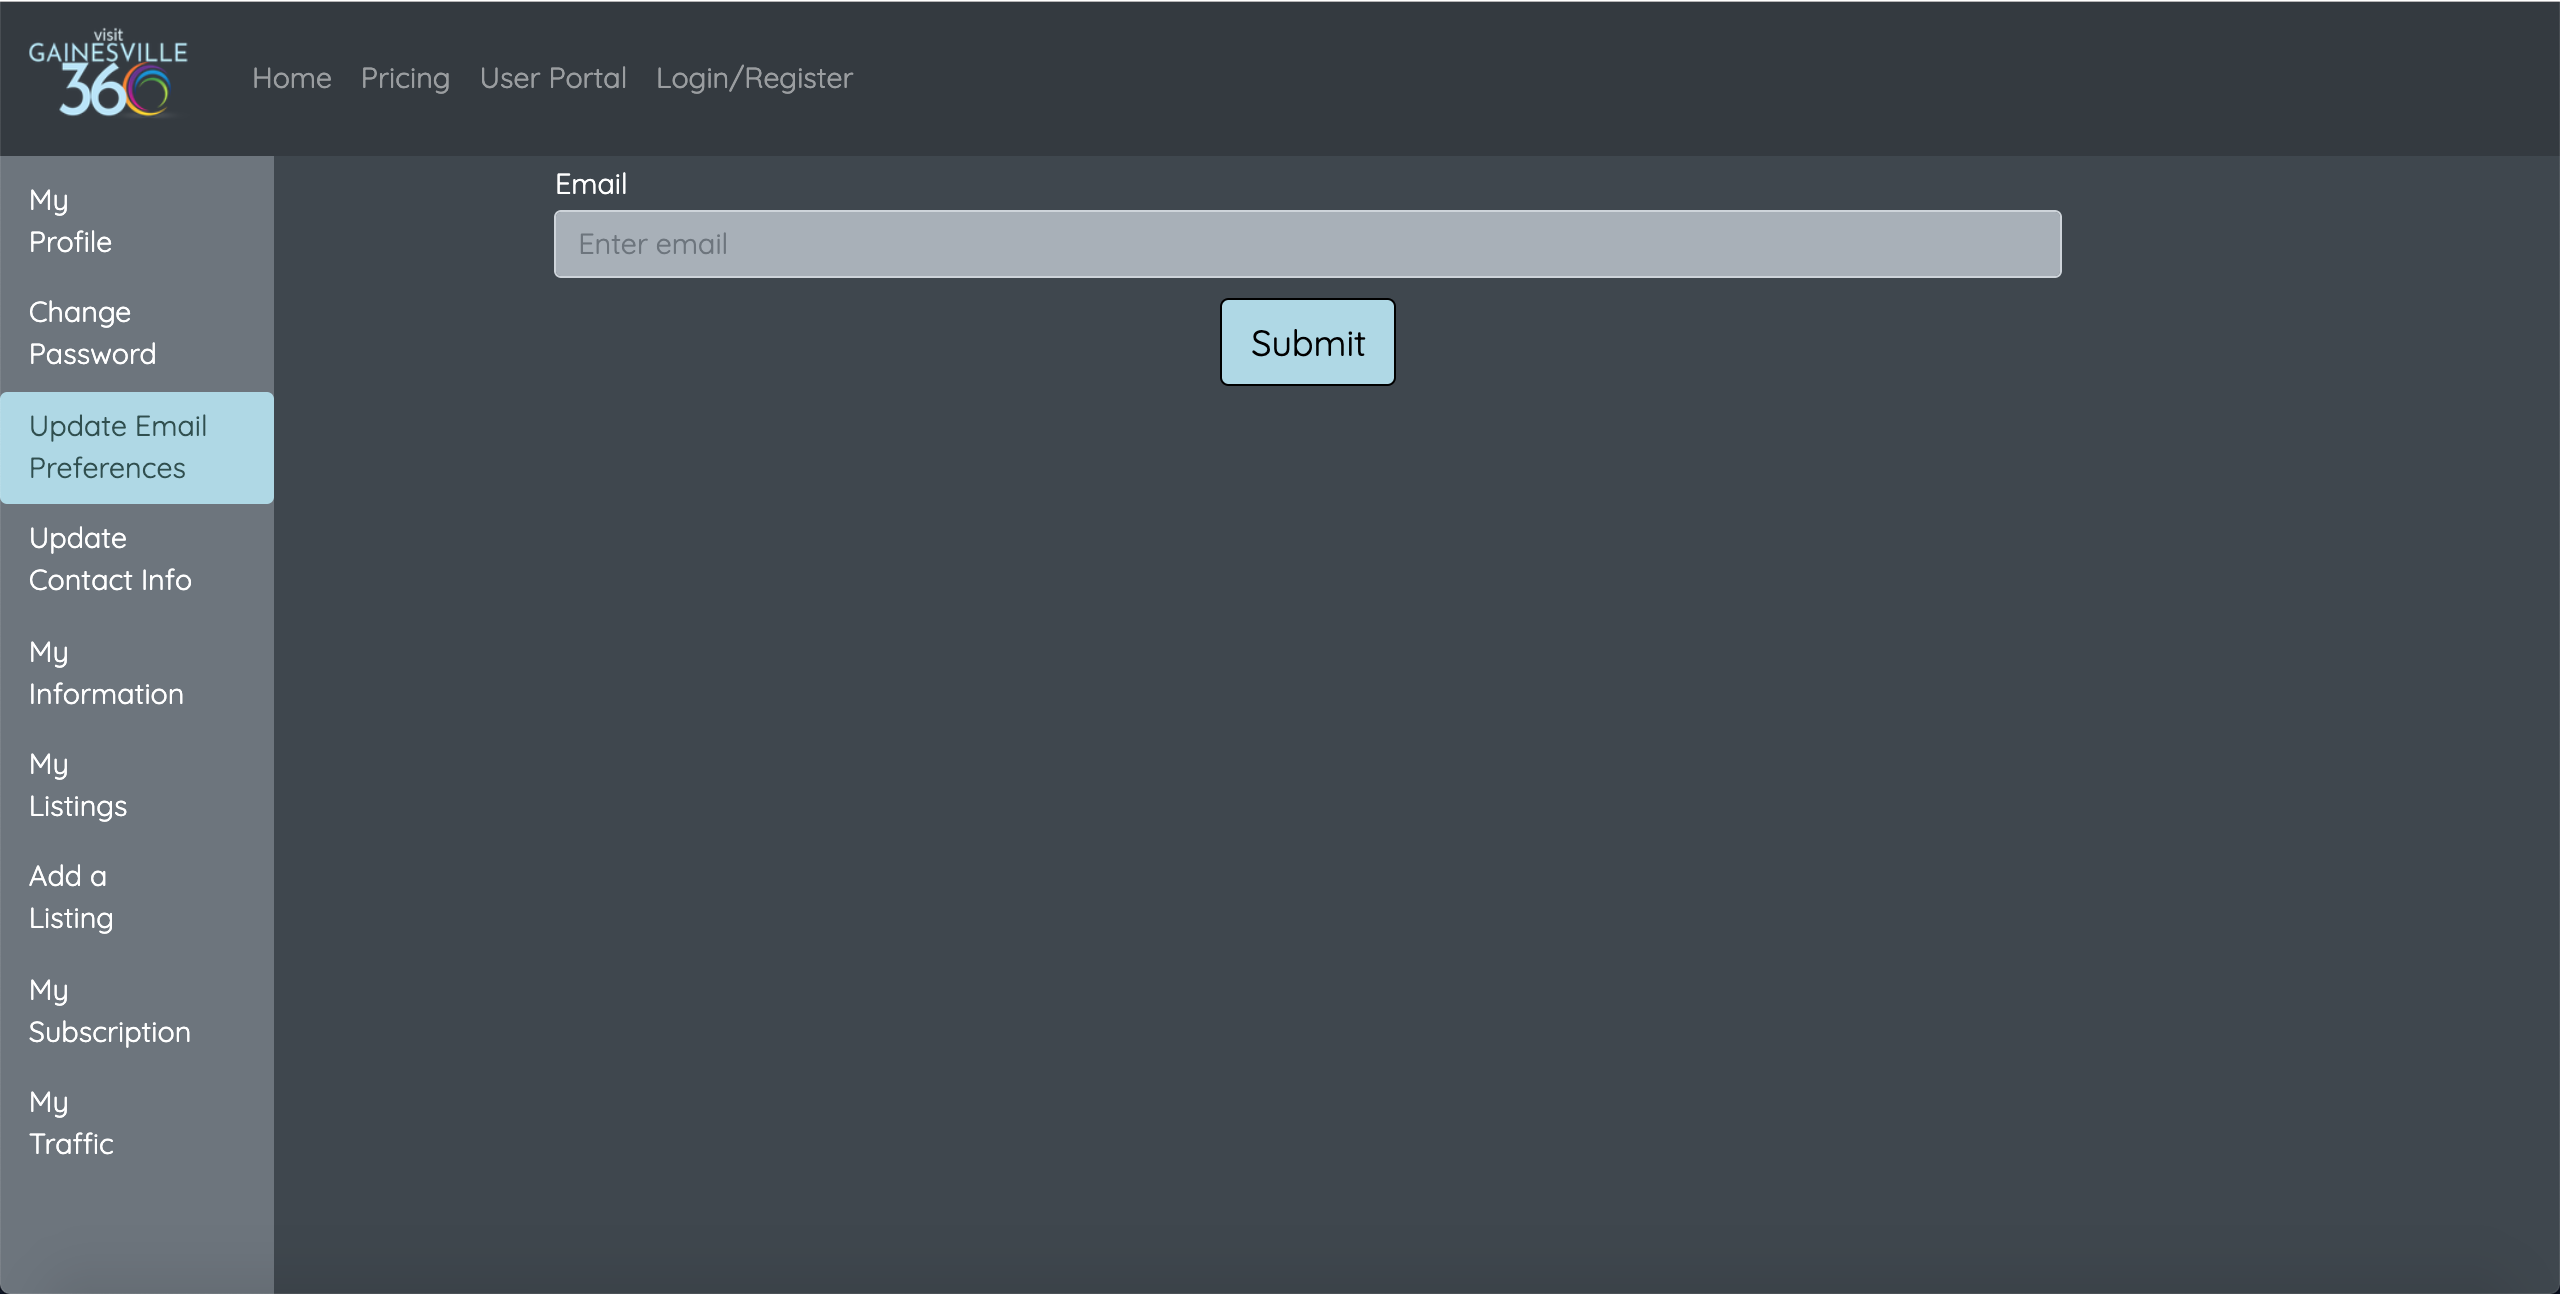 visit
GAINESVILLE
360
Home Pricing User Portal Login/Register
My
Profile
Change
Password
Update Email
Preferences
Update
Contact Info
My
Information
My
Listings
Add a
Listing
My
Subscription
My
Traffic
Email
Enter email
Submit